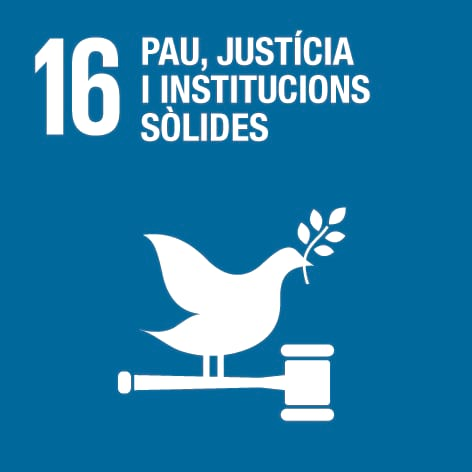 16
PAU, JUSTÍCIA
I INSTITUCIONS
SÒLIDES